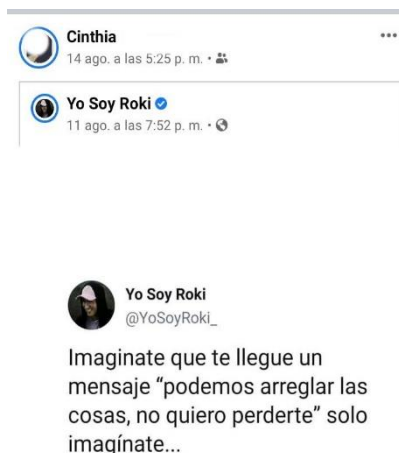 Cinthia
14 ago. a las 5:25 p. m. •
Yo Soy Roki
11 ago. a las 7:52 p. m. •
Yo Soy Roki
@YoSoyRoki_
Imaginate que te llegue un
mensaje “podemos arreglar las
cosas, no quiero perderte” solo
imagínate...